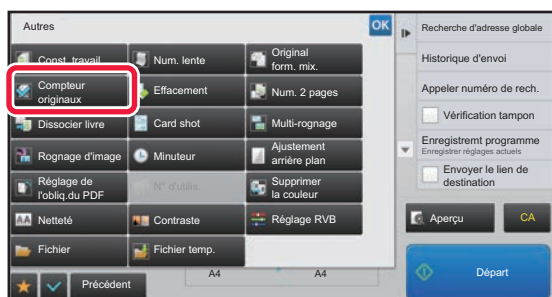 Autres
OK
Const. travail
Num. lente
Original
form. mix.
Compteur
originaux
Effacement
Num. 2 pages
Dissocier livre
Card shot
Multi-rognage
Rognage d'image
Minuteur
Ajustement
arrière plan
Réglage de
l'obliq.du PDF
N° d'utilis.
Supprimer
la couleur
AA
Netteté
Contraste
Réglage RVB
Fichier
Fichier temp.
Précédent
A4
A4
Recherche d'adresse globale
Historique d'envoi
Appeler numéro de rech.
Vérification tampon
Enregistremt programme
Enregistrer réglages actuels
Envoyer le lien de
destination
Aperçu
CA
Départ